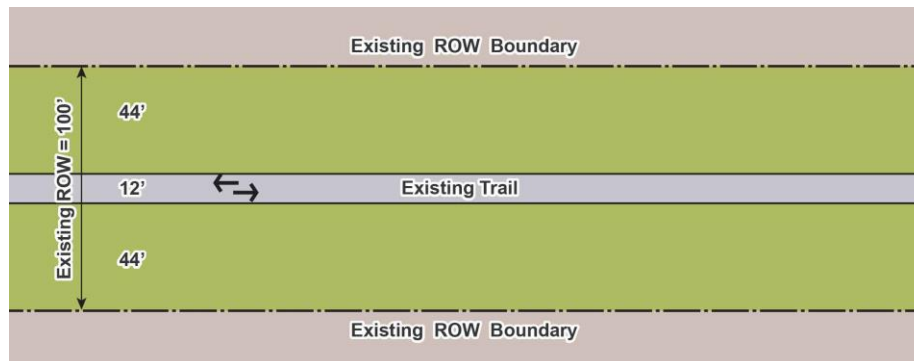 Existing ROW Boundary
Existing ROW = 100’
44’
12’
Existing Trail
44’
Existing ROW Boundary